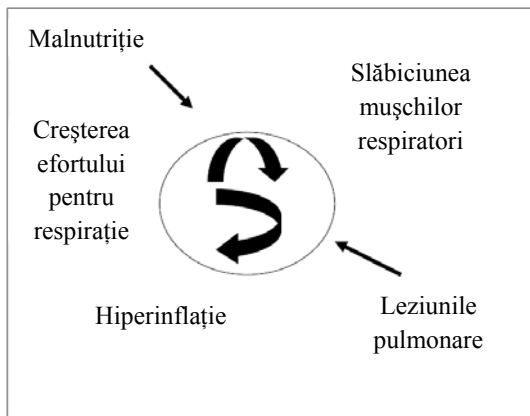 Malnutriție
Slăbiciunea
mușchilor
respiratori
Creșterea
efortului
pentru
respirație
Hiperinflație
Leziunile
pulmonare